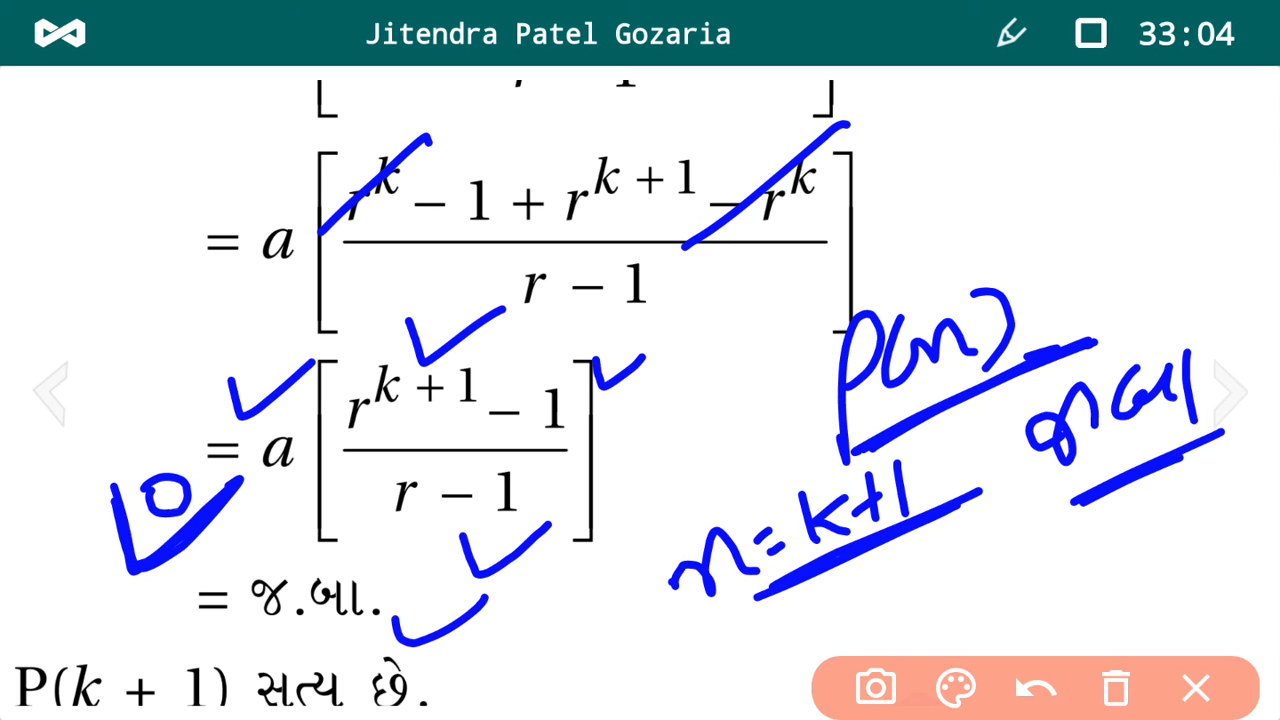 Jitendra Patel Gozaria 33:04
= a [ (r^k − 1 + r^(k + 1) − r^k) / (r − 1) ]
= a [ (r^(k + 1) − 1) / (r − 1) ]
P(n)
n = k+1
= જ.બા.
P(k + 1) સત્ય છે.